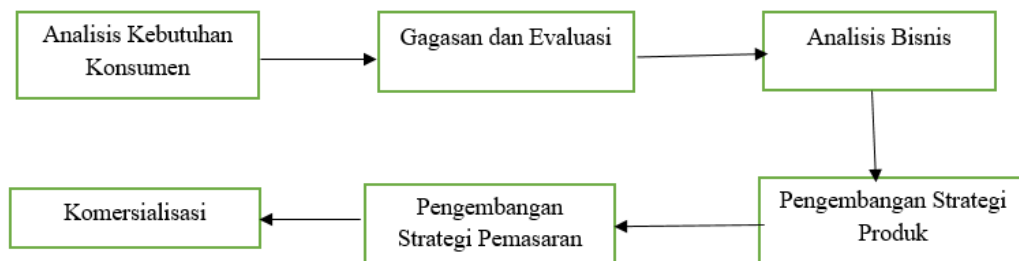 Analisis Kebutuhan
Konsumen
Gagasan dan Evaluasi
Analisis Bisnis
Pengembangan Strategi
Produk
Pengembangan
Strategi Pemasaran
Komersialisasi